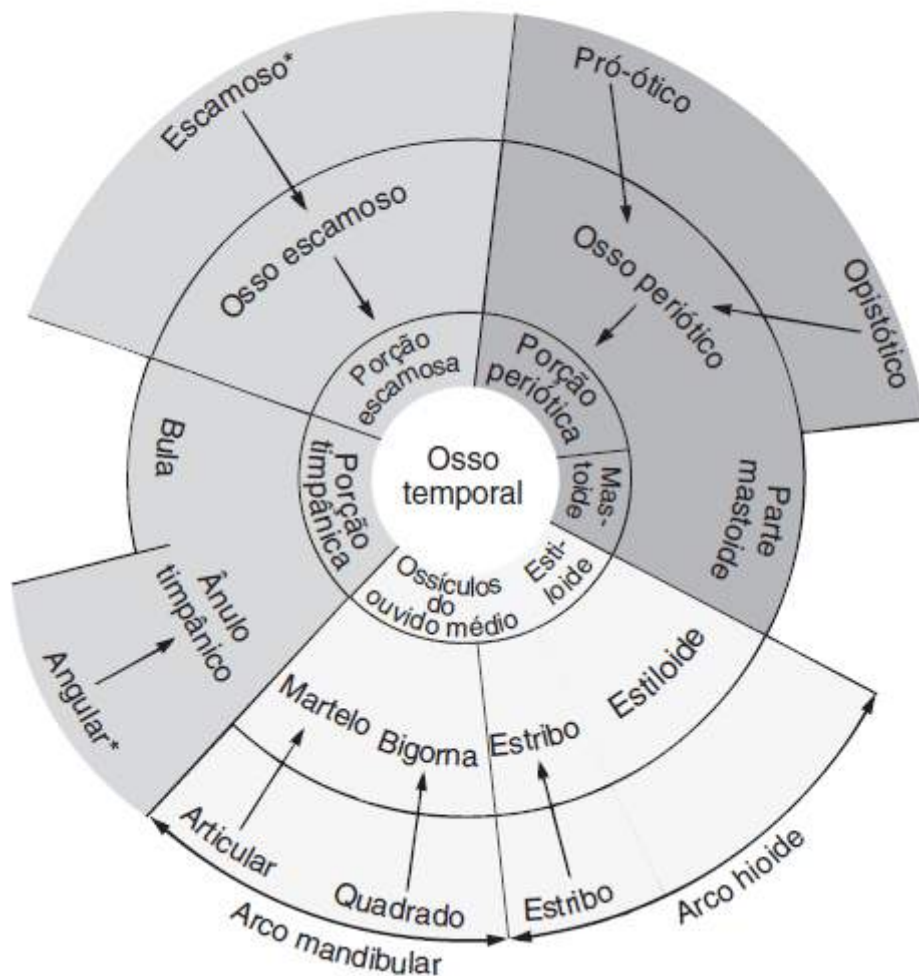 Escamoso*
Pró-ótico
Osso escamoso
Osso periótico
Opistótico
Porção
escamosa
Porção
periótica
Bula
Porção
timpânica
Osso
temporal
Mas-
toide
Parte
mastoide
Ânulo
timpânico
Angular*
Ossículos
do
ouvido médio
Esti-
loide
Martelo
Bigorna
Estribo
Estiloide
Articular
Quadrado
Estribo
Arco mandibular
Arco hioide